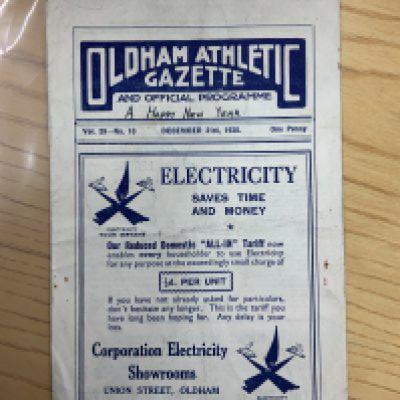 OLDHAM ATHLETIC
GAZETTE
AND OFFICIAL PROGRAMME
A Happy New Year.
DECEMBER
One Penny
ELECTRICITY
SAVES TIME
AND MONEY
Our Reduced Domestic "ALL-IN" Tariff now
enables every householder to use Electricity
for any purpose at the exceedingly small charge of
½d. PER UNIT
If you have not already asked for particulars,
don't hesitate any longer. This is the tariff you
have long been hoping for. Any delay is your
loss.
Corporation Electricity
Showrooms
UNION STREET, OLDHAM